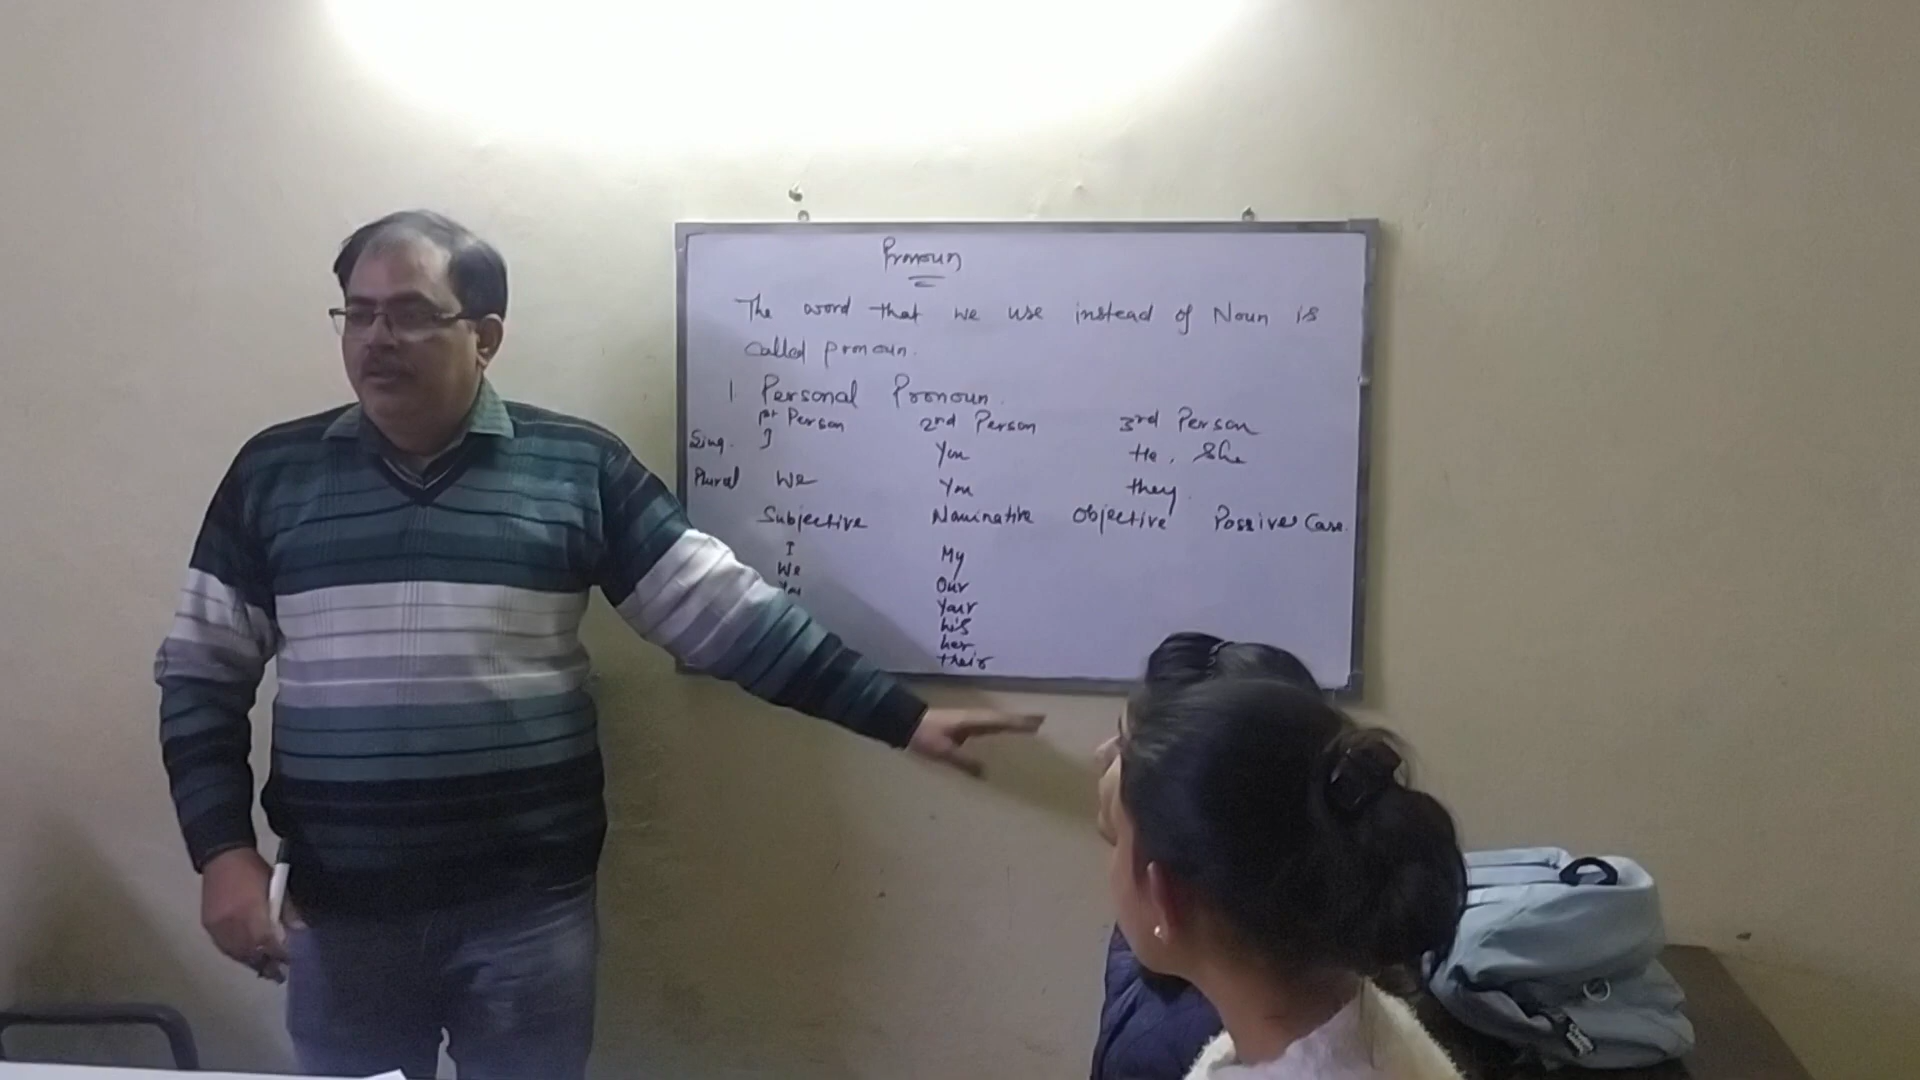 Pronoun
The word that we use instead of Noun is
called pronoun.
1 Personal Pronoun.
1st Person 2nd Person 3rd Person
Sing. I You He, She
Plural We You they.
Subjective Nominative Objective Possive Case.
I My
We Our
You Your
his
her
their